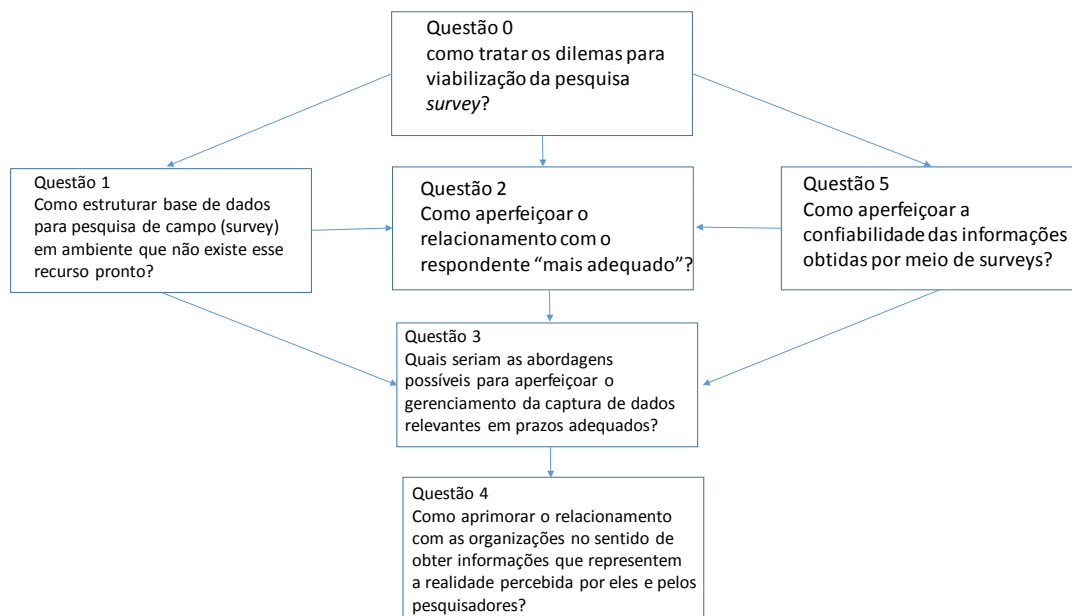 Questão 0
como tratar os dilemas para
viabilização da pesquisa
survey?
Questão 1
Como estruturar base de dados
para pesquisa de campo (survey)
em ambiente que não existe esse
recurso pronto?
Questão 2
Como aperfeiçoar o
relacionamento com o
respondente “mais adequado”?
Questão 5
Como aperfeiçoar a
confiabilidade das informações
obtidas por meio de surveys?
Questão 3
Quais seriam as abordagens
possíveis para aperfeiçoar o
gerenciamento da captura de dados
relevantes em prazos adequados?
Questão 4
Como aprimorar o relacionamento
com as organizações no sentido de
obter informações que representem
a realidade percebida por eles e pelos
pesquisadores?